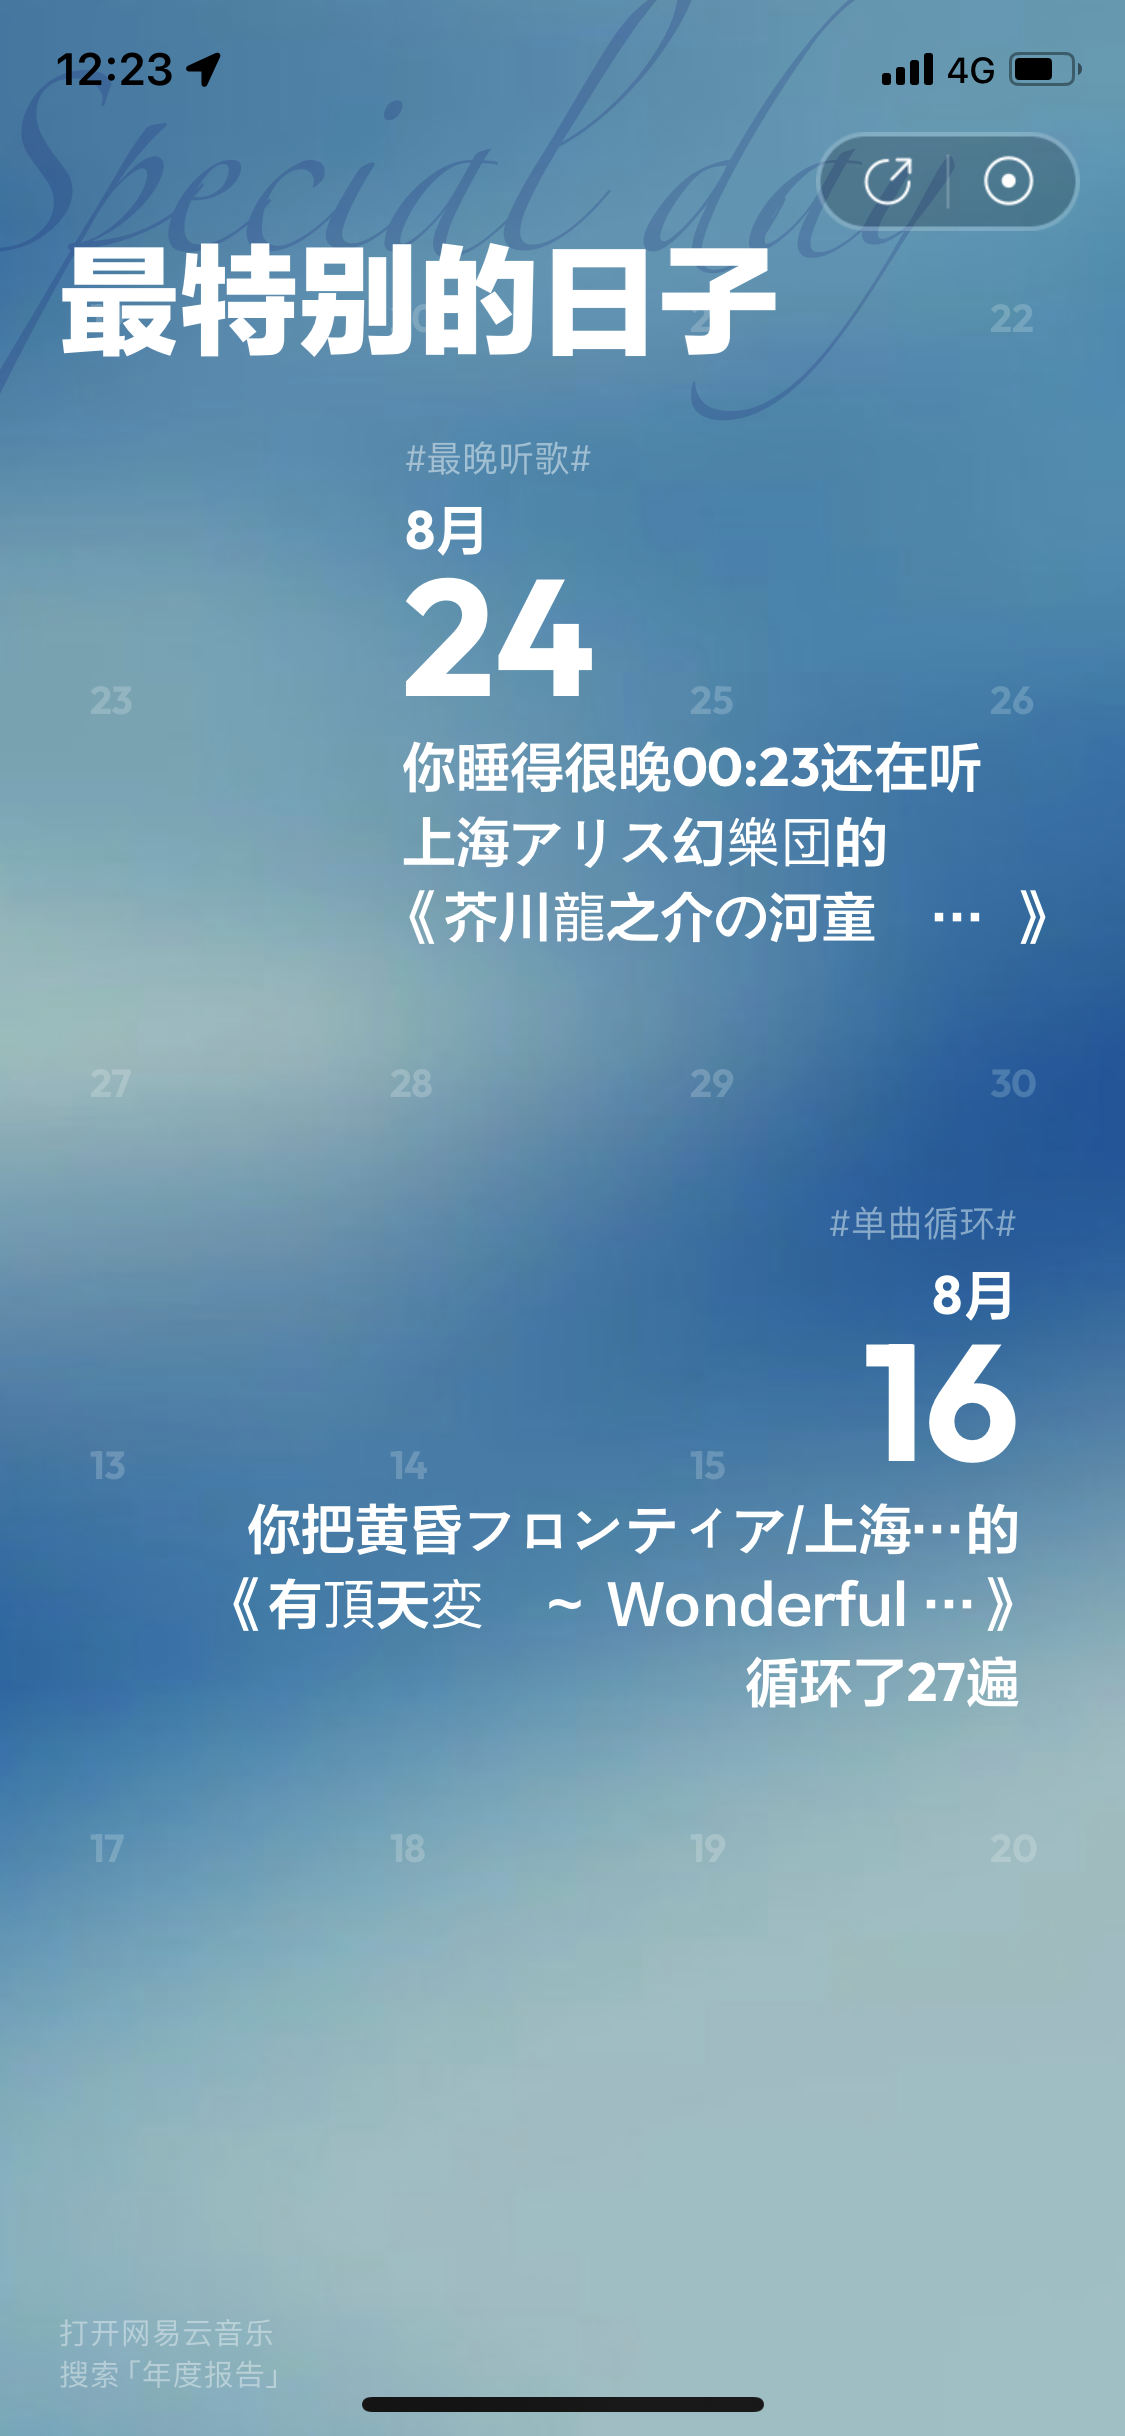 12:23
4G
Special day
最特别的日子
22
#最晚听歌#
8月
24
23
25
26
你睡得很晚00:23还在听
上海アリス幻樂団的
《芥川龍之介の河童 … 》
27
28
29
30
#单曲循环#
8月
16
13
14
15
你把黄昏フロンティア/上海…的
《有頂天変 ~ Wonderful …》
循环了27遍
17
18
19
20
打开网易云音乐
搜索「年度报告」